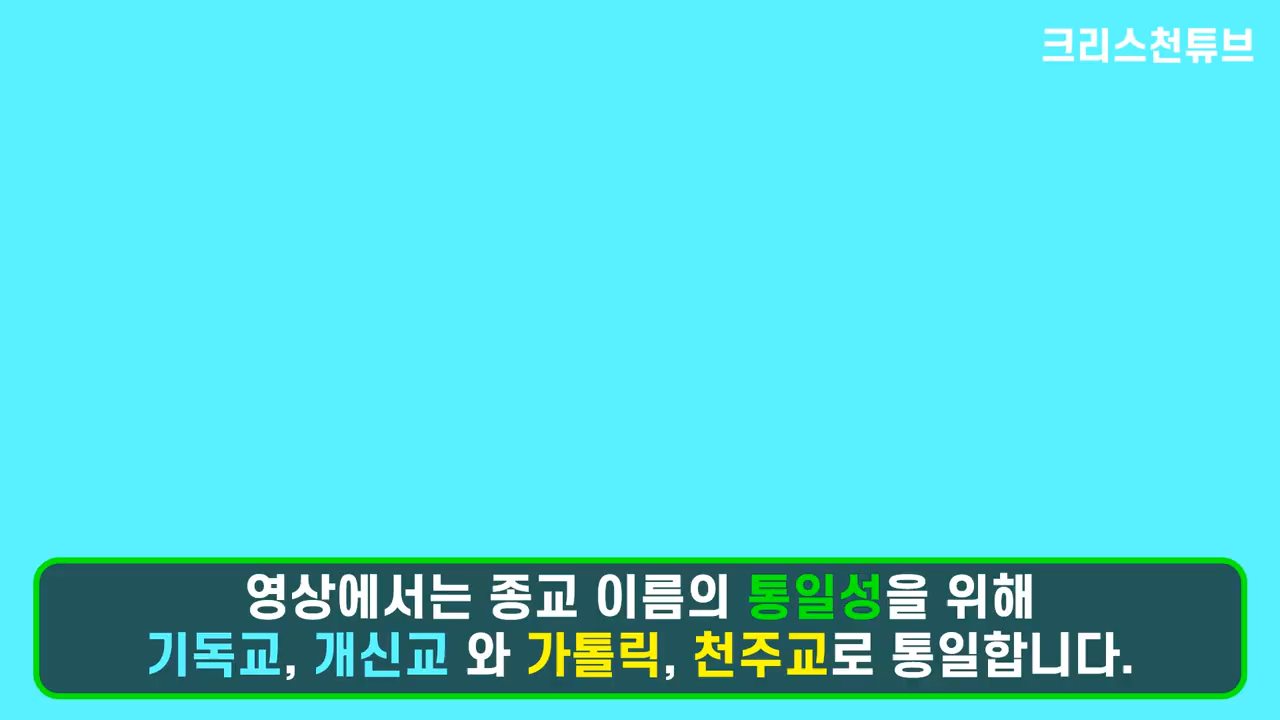 크리스천튜브
영상에서는 종교 이름의 통일성을 위해
기독교, 개신교 와 가톨릭, 천주교로 통일합니다.